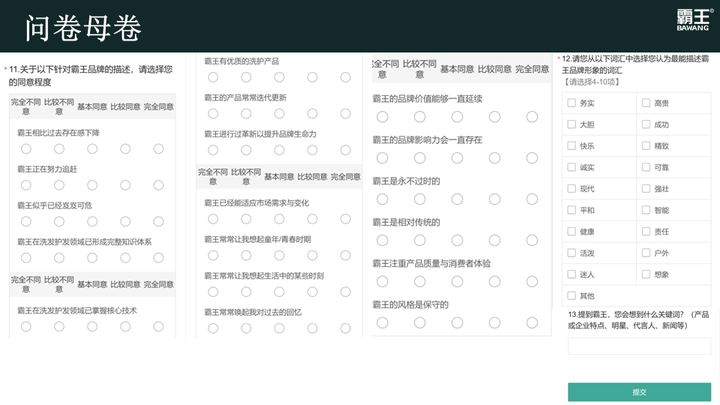 问卷母卷
霸王®
BAWANG
*11.关于以下针对霸王品牌的描述，请选择您
的同意程度
完全不同意 比较不同意 基本同意 比较同意 完全同意
霸王相比过去存在感下降
霸王正在努力追赶
霸王似乎已经岌岌可危
霸王在洗发护发领域已形成完整知识体系
完全不同意 比较不同意 基本同意 比较同意 完全同意
霸王在洗发护发领域已掌握核心技术
霸王有优质的洗护产品
霸王的产品常常迭代更新
霸王进行过革新以提升品牌生命力
完全不同意 比较不同意 基本同意 比较同意 完全同意
霸王已经能适应市场需求与变化
霸王常常让我想起童年/青春时期
霸王常常让我想起生活中的某些时刻
霸王常常唤起我对过去的回忆
完全不同意 比较不同意 基本同意 比较同意 完全同意
霸王的品牌价值能够一直延续
霸王的品牌影响力会一直存在
霸王是永不过时的
霸王是相对传统的
霸王注重产品质量与消费者体验
霸王的风格是保守的
*12.请您从以下词汇中选择您认为最能描述霸
王品牌形象的词汇
【请选择4-10项】
务实 高贵
大胆 成功
快乐 精致
诚实 可靠
现代 强壮
平和 智能
健康 责任
活泼 户外
迷人 想象
其他
13.提到霸王，您会想到什么关键词？（产品
或企业特点、明星、代言人、新闻等）
提交